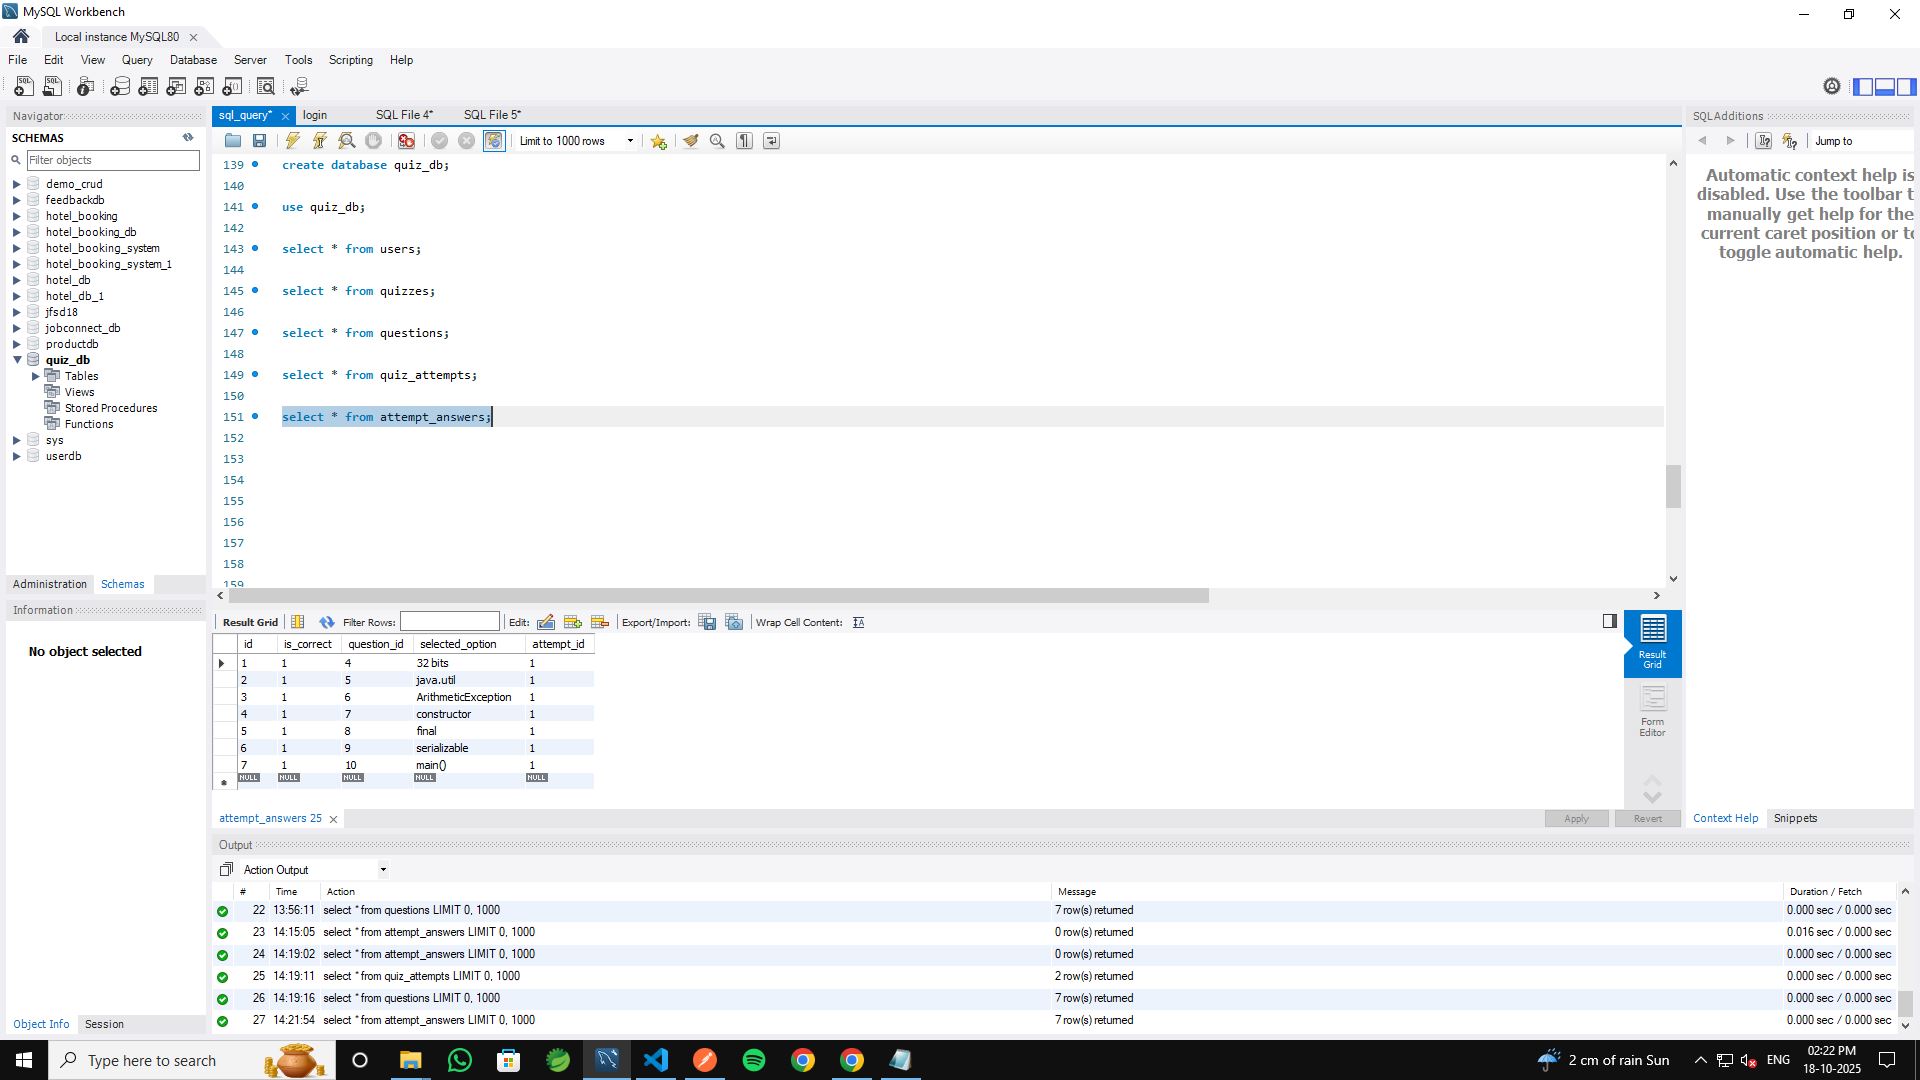 MySQL Workbench
Local instance MySQL80
File Edit View Query Database Server Tools Scripting Help
Navigator
SCHEMAS
Filter objects
demo_crud
feedbackdb
hotel_booking
hotel_booking_db
hotel_booking_system
hotel_booking_system_1
hotel_db
hotel_db_1
jfsd18
jobconnect_db
productdb
quiz_db
Tables
Views
Stored Procedures
Functions
sys
userdb
Administration Schemas
Information
No object selected
Object Info Session
sql_query* login SQL File 4* SQL File 5*
Limit to 1000 rows
139 create database quiz_db;
140
141 use quiz_db;
142
143 select * from users;
144
145 select * from quizzes;
146
147 select * from questions;
148
149 select * from quiz_attempts;
150
151 select * from attempt_answers;
152
153
154
155
156
157
158
159
Result Grid Filter Rows: Edit: Export/Import: Wrap Cell Content:
id is_correct question_id selected_option attempt_id
1 1 4 32 bits 1
2 1 5 java.util 1
3 1 6 ArithmeticException 1
4 1 7 constructor 1
5 1 8 final 1
6 1 9 serializable 1
7 1 10 main() 1
NULL NULL NULL NULL NULL
Result Grid
Form Editor
attempt_answers 25
Apply Revert
Output
Action Output
# Time Action Message Duration / Fetch
22 13:56:11 select * from questions LIMIT 0, 1000 7 row(s) returned 0.000 sec / 0.000 sec
23 14:15:05 select * from attempt_answers LIMIT 0, 1000 0 row(s) returned 0.016 sec / 0.000 sec
24 14:19:02 select * from attempt_answers LIMIT 0, 1000 0 row(s) returned 0.000 sec / 0.000 sec
25 14:19:11 select * from quiz_attempts LIMIT 0, 1000 2 row(s) returned 0.000 sec / 0.000 sec
26 14:19:16 select * from questions LIMIT 0, 1000 7 row(s) returned 0.000 sec / 0.000 sec
27 14:21:54 select * from attempt_answers LIMIT 0, 1000 7 row(s) returned 0.000 sec / 0.000 sec
SQLAdditions
Jump to
Automatic context help is
disabled. Use the toolbar t
manually get help for the
current caret position or to
toggle automatic help.
Context Help Snippets
Type here to search
2 cm of rain Sun
ENG
02:22 PM
18-10-2025